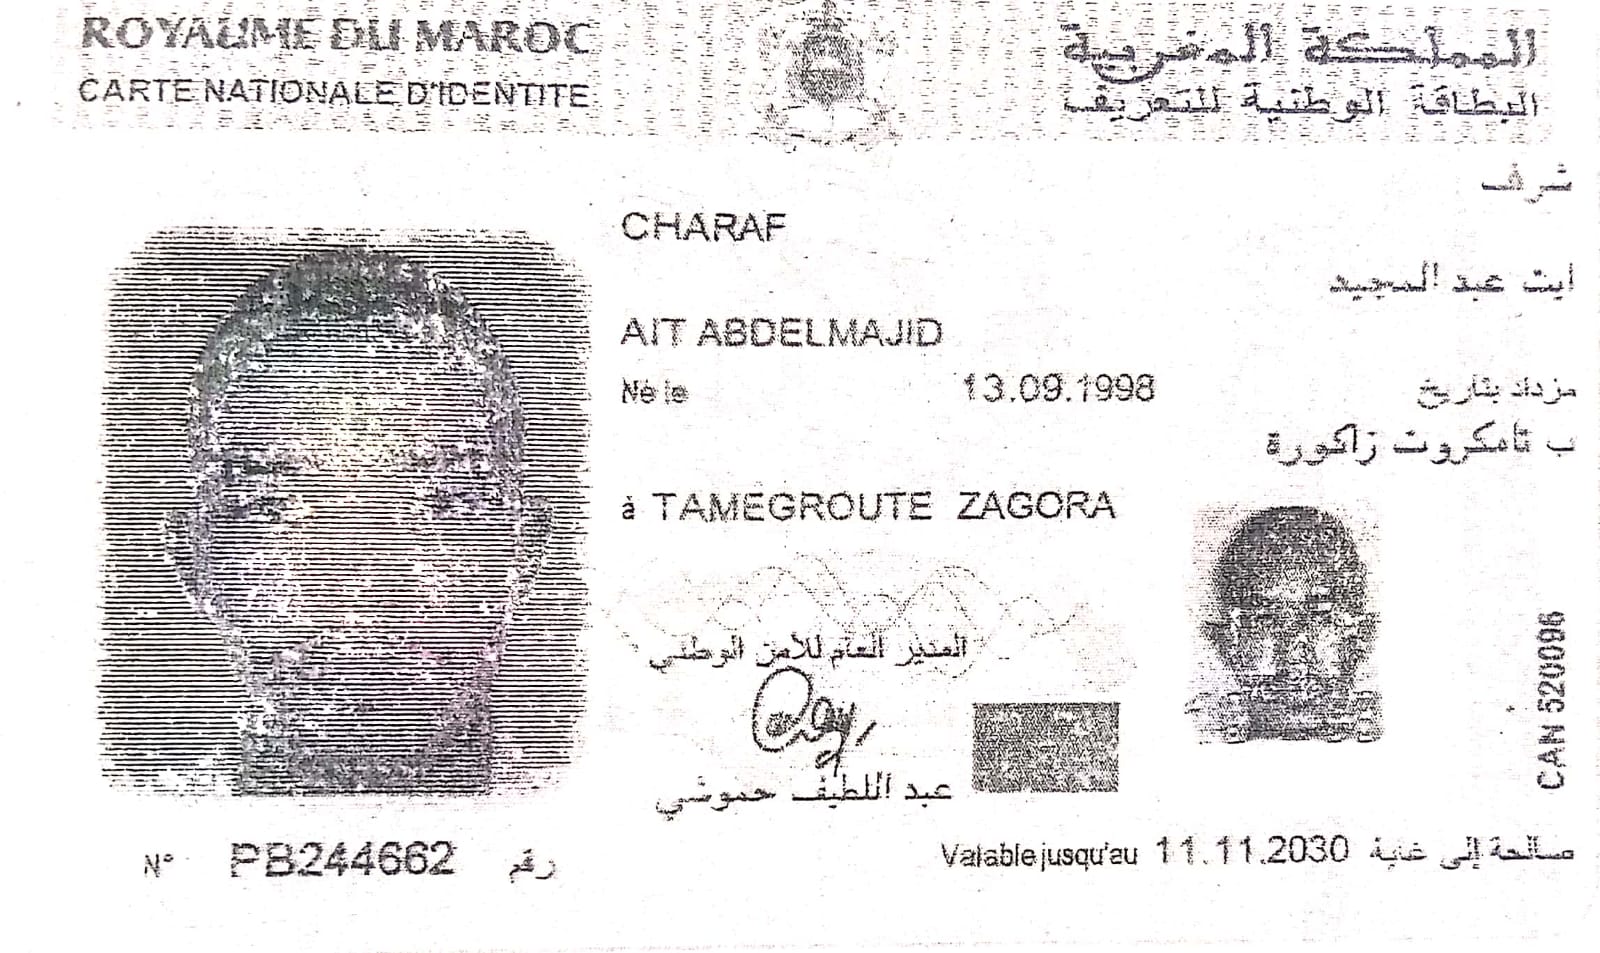 ROYAUME DU MAROC
المملكة المغربية
CARTE NATIONALE D'IDENTITE
البطاقة الوطنية للتعريف
شرف
CHARAF
ايت عبد المجيد
AIT ABDELMAJID
Né le 13.09.1998 مزداد بتاريخ
ب تامكروت زاكورة
à TAMEGROUTE ZAGORA
المدير العام للأمن الوطني
عبد اللطيف حموشي
CAN 520096
N° PB244662 رقم
Valable jusqu'au 11.11.2030 صالحة إلى غاية